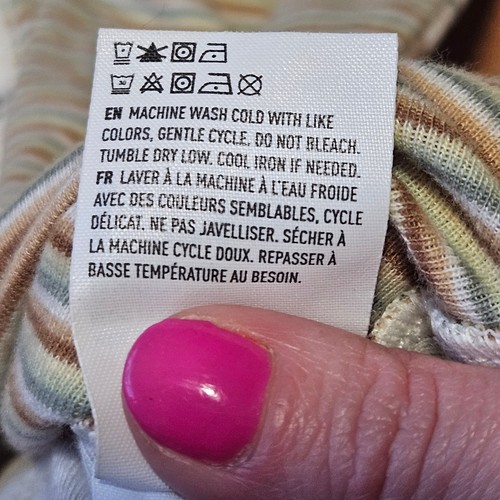 EN MACHINE WASH COLD WITH LIKE
COLORS, GENTLE CYCLE. DO NOT BLEACH.
TUMBLE DRY LOW. COOL IRON IF NEEDED.
FR LAVER À LA MACHINE À L'EAU FROIDE
AVEC DES COULEURS SEMBLABLES, CYCLE
DÉLICAT. NE PAS JAVELLISER. SÉCHER À
LA MACHINE CYCLE DOUX. REPASSER À
BASSE TEMPÉRATURE AU BESOIN.